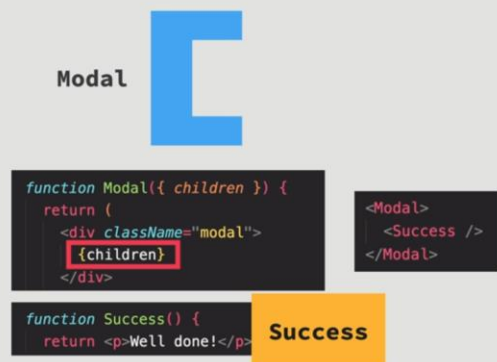 Modal
function Modal({ children }) {
return (
<div className="modal">
{children}
</div>
<Modal>
<Success />
</Modal>
function Success() {
return <p>Well done!</p>
Success